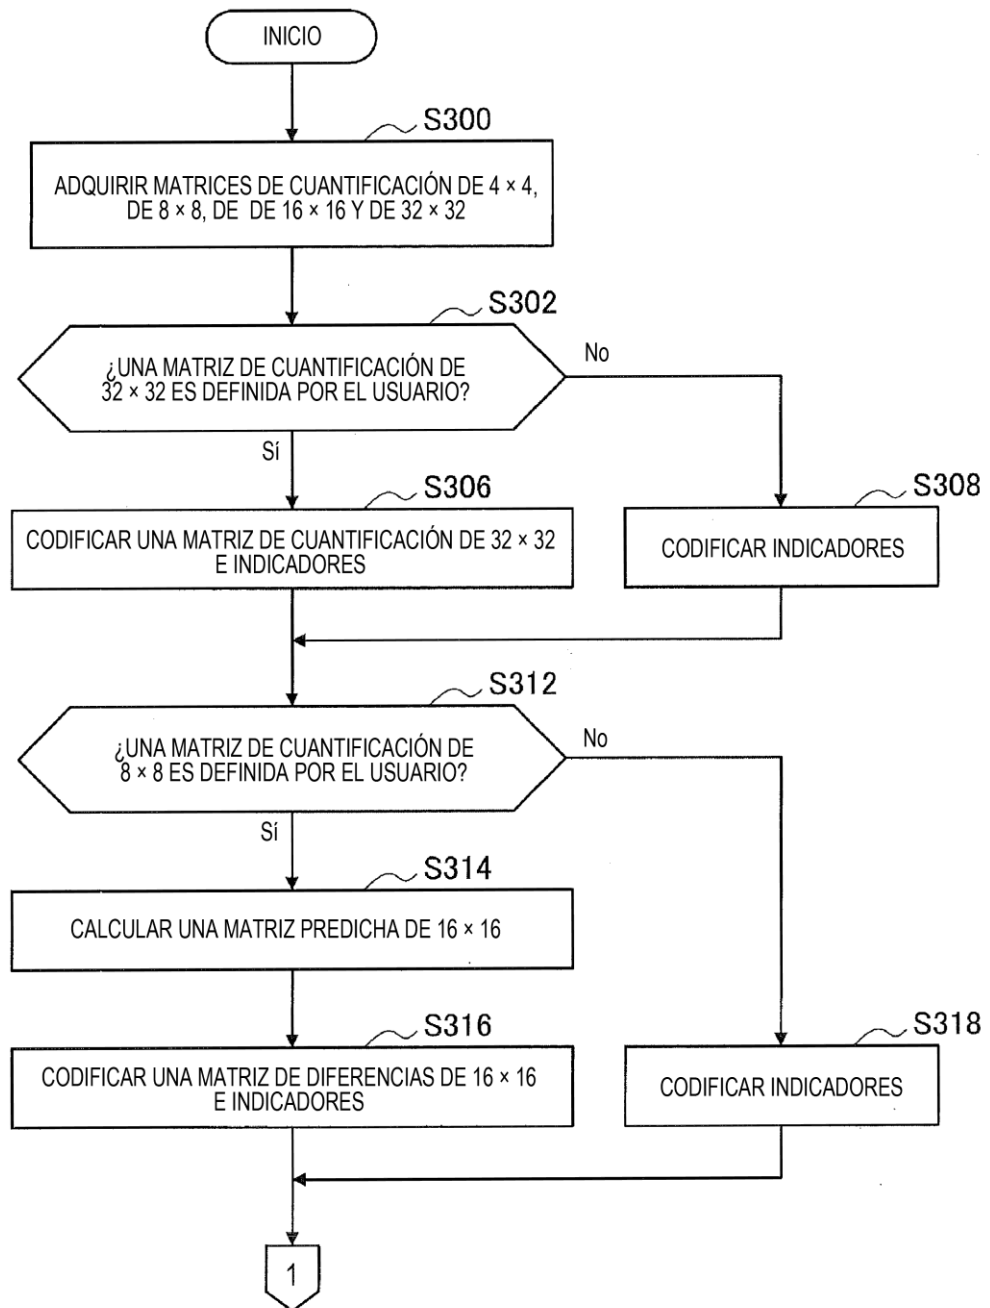 INICIO
S300
ADQUIRIR MATRICES DE CUANTIFICACIÓN DE 4 × 4,
DE 8 × 8, DE DE 16 × 16 Y DE 32 × 32
S302
¿UNA MATRIZ DE CUANTIFICACIÓN DE
32 × 32 ES DEFINIDA POR EL USUARIO?
No
Sí
S306
CODIFICAR UNA MATRIZ DE CUANTIFICACIÓN DE 32 × 32
E INDICADORES
S308
CODIFICAR INDICADORES
S312
¿UNA MATRIZ DE CUANTIFICACIÓN DE
8 × 8 ES DEFINIDA POR EL USUARIO?
No
Sí
S314
CALCULAR UNA MATRIZ PREDICHA DE 16 × 16
S316
CODIFICAR UNA MATRIZ DE DIFERENCIAS DE 16 × 16
E INDICADORES
S318
CODIFICAR INDICADORES
1